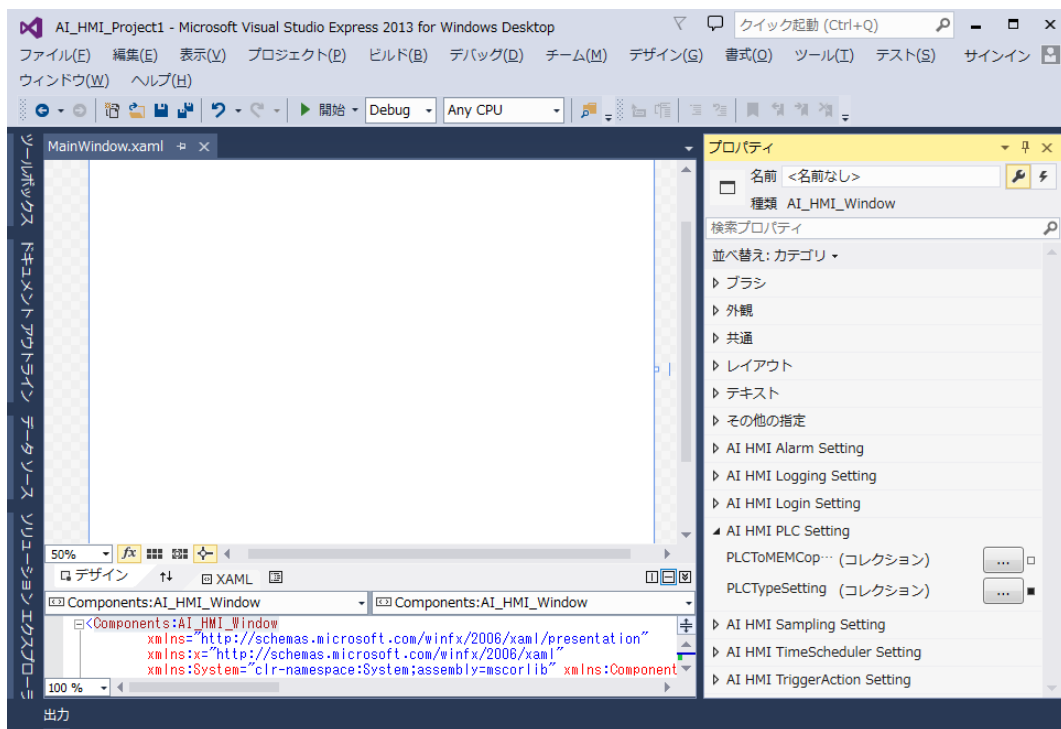 AI_HMI_Project1 - Microsoft Visual Studio Express 2013 for Windows Desktop
クイック起動 (Ctrl+Q)
ファイル(F) 編集(E) 表示(V) プロジェクト(P) ビルド(B) デバッグ(D) チーム(M) デザイン(G) 書式(O) ツール(T) テスト(S) サインイン
ウィンドウ(W) ヘルプ(H)
開始 Debug Any CPU
ツールボックス
ドキュメント アウトライン
データ ソース
ソリューション エクスプローラ
MainWindow.xaml
50% fx
デザイン XAML
Components:AI_HMI_Window Components:AI_HMI_Window
<Components:AI_HMI_Window
xmlns="http://schemas.microsoft.com/winfx/2006/xaml/presentation"
xmlns:x="http://schemas.microsoft.com/winfx/2006/xaml"
xmlns:System="clr-namespace:System;assembly=mscorlib" xmlns:Component
100 %
出力
プロパティ
名前 <名前なし>
種類 AI_HMI_Window
検索プロパティ
並べ替え: カテゴリ
ブラシ
外観
共通
レイアウト
テキスト
その他の指定
AI HMI Alarm Setting
AI HMI Logging Setting
AI HMI Login Setting
AI HMI PLC Setting
PLCToMEMCop… (コレクション) ...
PLCTypeSetting (コレクション) ...
AI HMI Sampling Setting
AI HMI TimeScheduler Setting
AI HMI TriggerAction Setting